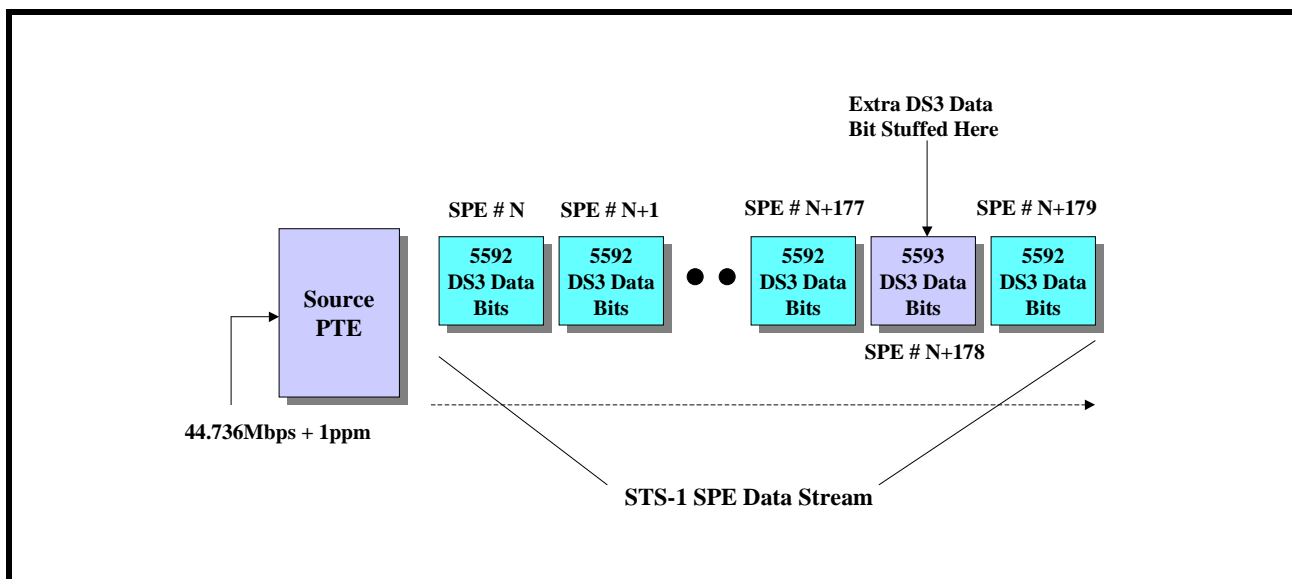 Extra DS3 Data
Bit Stuffed Here
SPE # N
SPE # N+1
SPE # N+177
SPE # N+179
Source
PTE
5592
DS3 Data
Bits
5592
DS3 Data
Bits
5592
DS3 Data
Bits
5593
DS3 Data
Bits
5592
DS3 Data
Bits
SPE # N+178
44.736Mbps + 1ppm
STS-1 SPE Data Stream